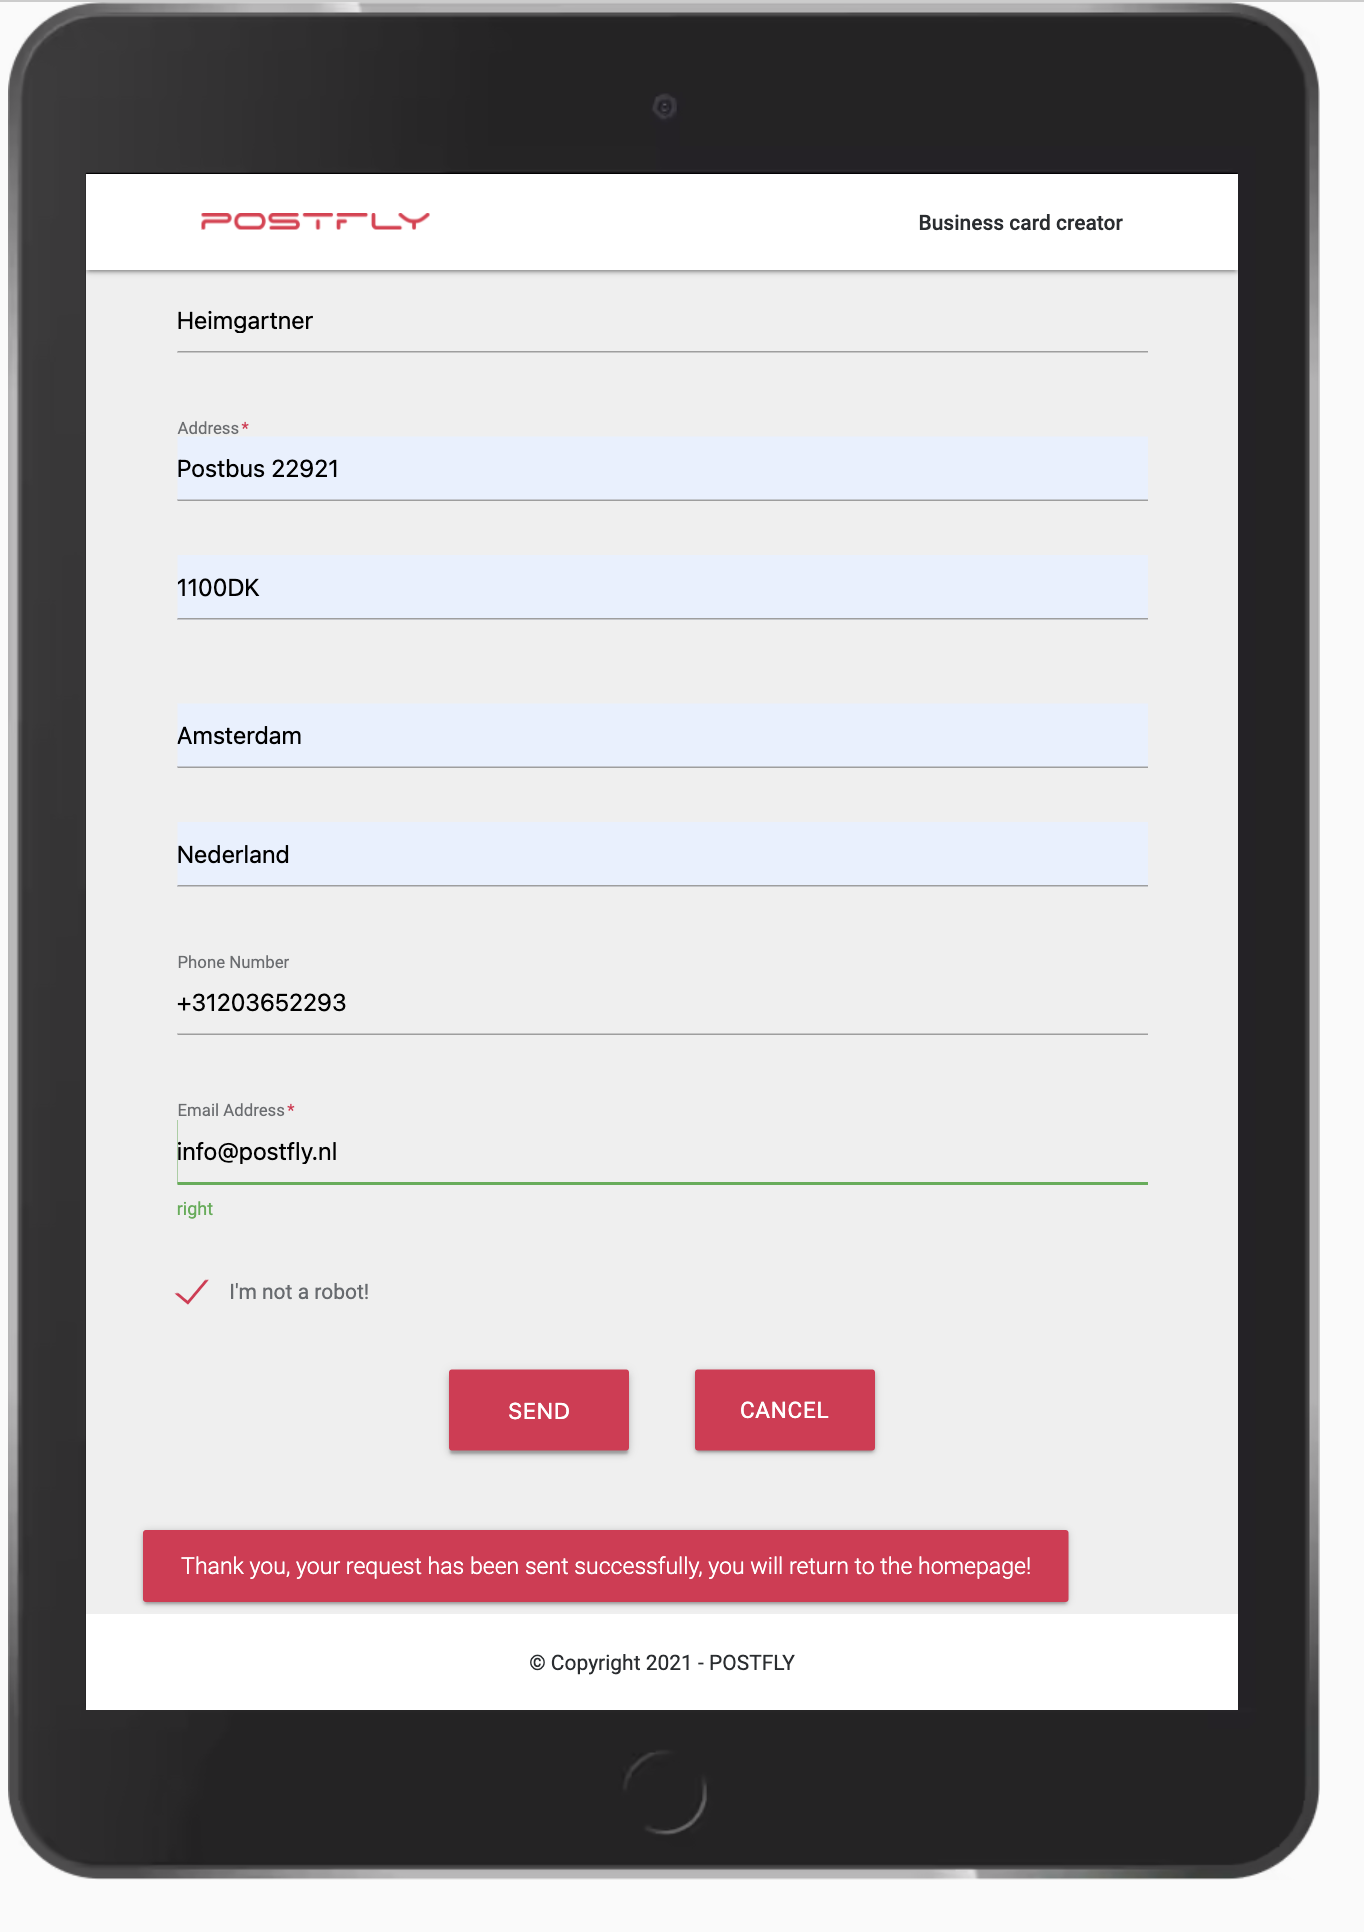 POSTFLY
Business card creator
Heimgartner
Address*
Postbus 22921
1100DK
Amsterdam
Nederland
Phone Number
+31203652293
Email Address*
info@postfly.nl
right
I'm not a robot!
SEND
CANCEL
Thank you, your request has been sent successfully, you will return to the homepage!
© Copyright 2021 - POSTFLY